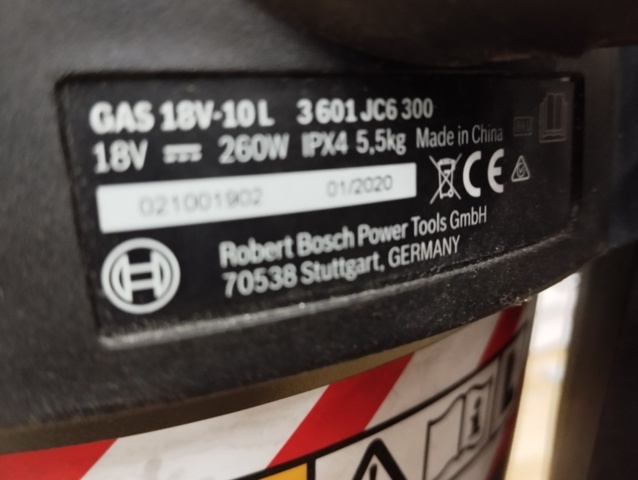 GAS 18V-10 L 3 601 JC6 300
18V 260W IPX4 5,5kg Made in China
021001902 01/2020
CE
Robert Bosch Power Tools GmbH
70538 Stuttgart, GERMANY